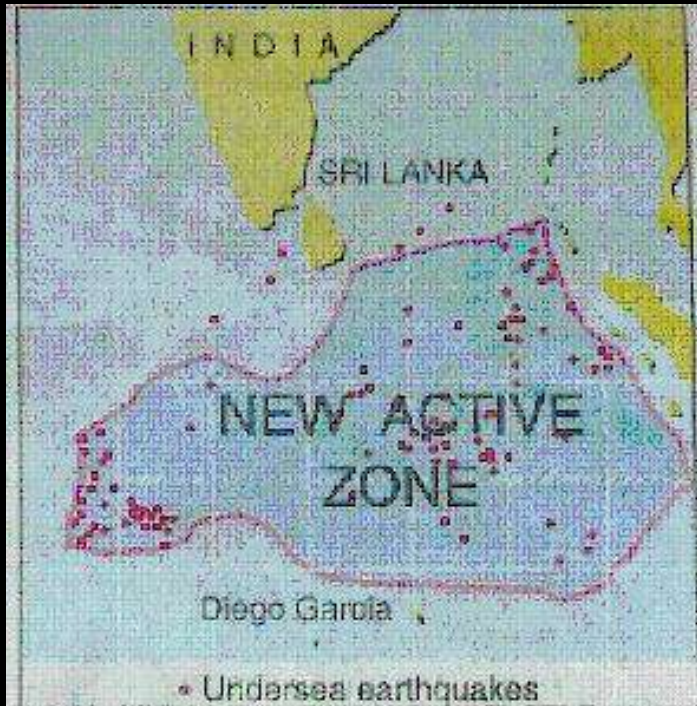 INDIA
SRI LANKA
NEW ACTIVE
ZONE
Diego Garcia
• Undersea earthquakes